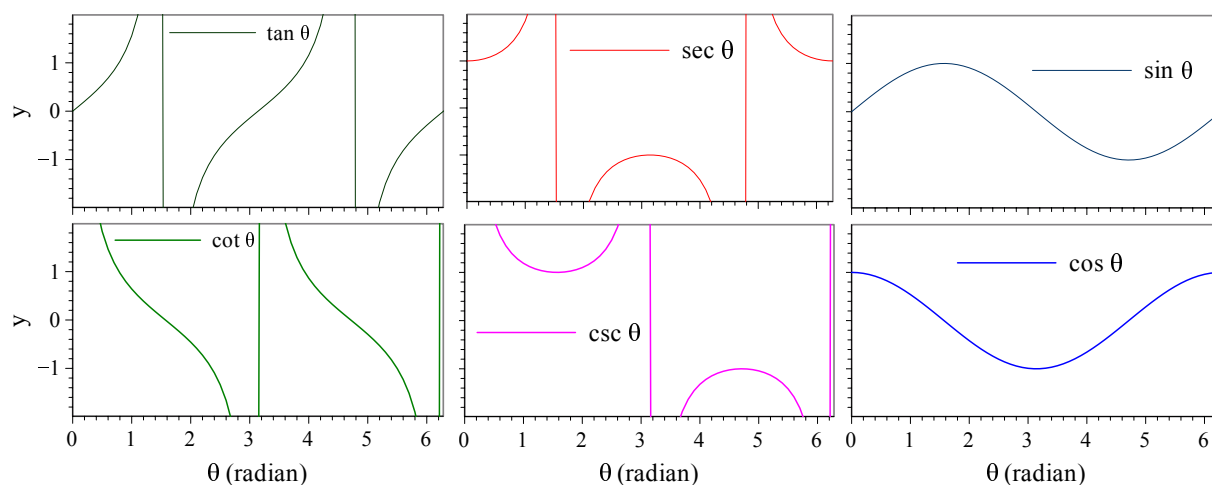 tan θ
sec θ
sin θ
1
0
−1
y
cot θ
csc θ
cos θ
1
0
−1
y
0 1 2 3 4 5 6
0 1 2 3 4 5 6
0 1 2 3 4 5 6
θ (radian)
θ (radian)
θ (radian)